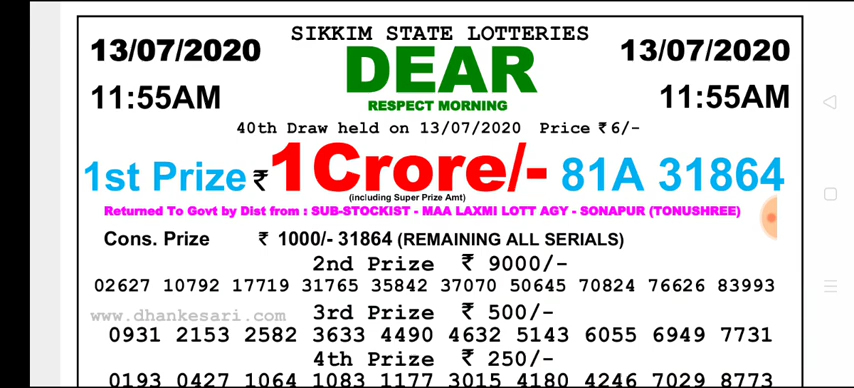 SIKKIM STATE LOTTERIES
13/07/2020 DEAR 13/07/2020
11:55AM RESPECT MORNING 11:55AM
40th Draw held on 13/07/2020 Price ₹6/-
1st Prize ₹1Crore/- 81A 31864
(including Super Prize Amt)
Returned To Govt by Dist from : SUB-STOCKIST - MAA LAXMI LOTT AGY - SONAPUR (TONUSHREE)
Cons. Prize ₹ 1000/- 31864 (REMAINING ALL SERIALS)
2nd Prize ₹ 9000/-
02627 10792 17719 31765 35842 37070 50645 70824 76626 83993
www.dhankesari.com 3rd Prize ₹ 500/-
0931 2153 2582 3633 4490 4632 5143 6055 6949 7731
4th Prize ₹ 250/-
0193 0427 1064 1083 1177 3015 4180 4246 7029 8773